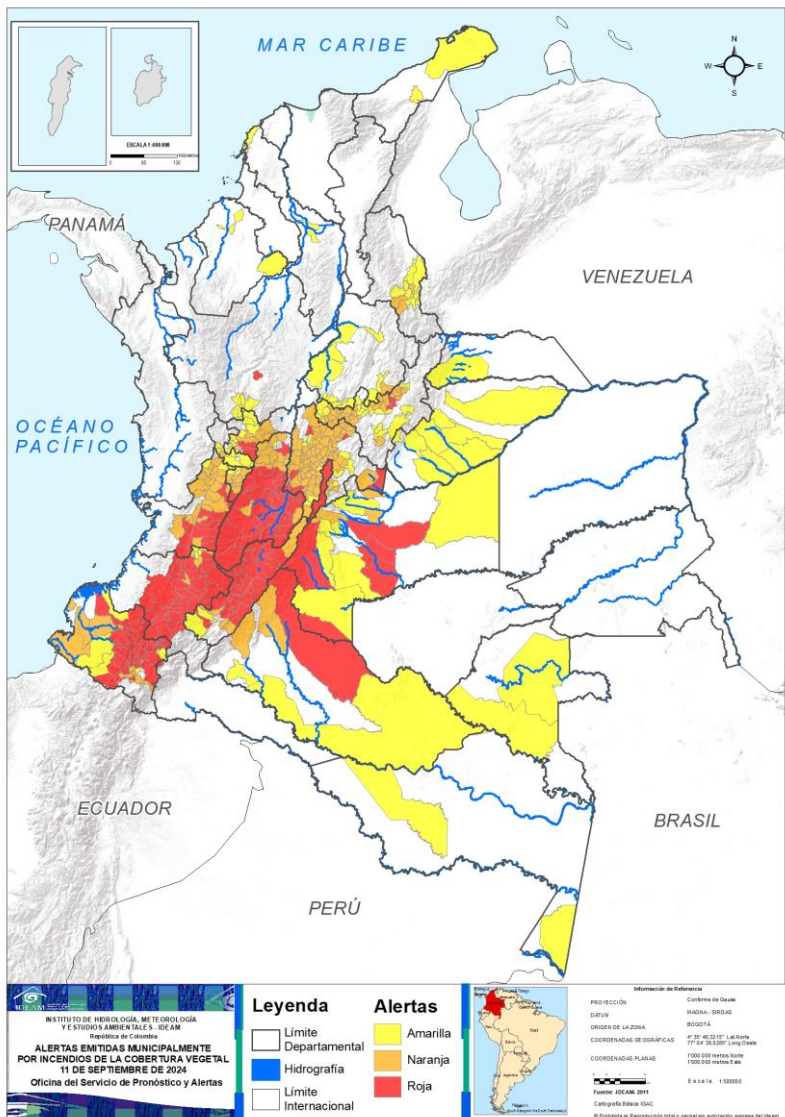 MAR CARIBE
N
W E
S
ESCALA 1:400.000
PANAMÁ
VENEZUELA
OCÉANO
PACÍFICO
ECUADOR
BRASIL
PERÚ
IDEAM
INSTITUTO DE HIDROLOGÍA, METEOROLOGÍA
Y ESTUDIOS AMBIENTALES - IDEAM
República de Colombia
ALERTAS EMITIDAS MUNICIPALMENTE
POR INCENDIOS DE LA COBERTURA VEGETAL
11 DE SEPTIEMBRE DE 2024
Oficina del Servicio de Pronóstico y Alertas
Leyenda
Límite
Departamental
Hidrografía
Límite
Internacional
Alertas
Amarilla
Naranja
Roja
Información de Referencia
PROYECCIÓN Conforme de Gauss
DATUM MAGNA - SIRGAS
ORIGEN DE LA ZONA BOGOTÁ
COORDENADAS GEOGRÁFICAS
COORDENADAS PLANAS 1'000.000 metros Norte
1'000.000 metros Este
Escala
Fuente: IDEAM 2011
Cartografía Básica IGAC